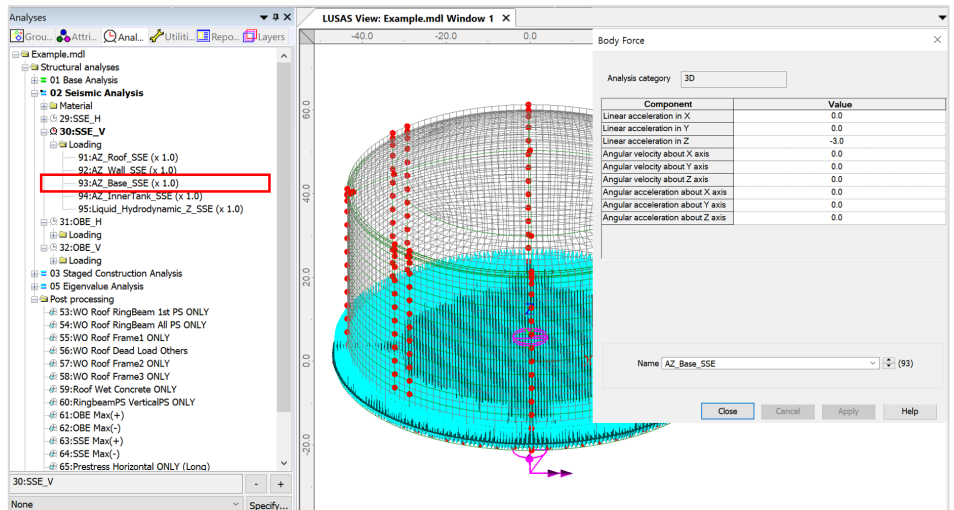 Analyses
Grou... Attri... Anal... Utiliti... Repo... Layers
Example.mdl
Structural analyses
01 Base Analysis
02 Seismic Analysis
Material
29:SSE_H
30:SSE_V
Loading
91:AZ_Roof_SSE (x 1.0)
92:AZ_Wall_SSE (x 1.0)
93:AZ_Base_SSE (x 1.0)
94:AZ_InnerTank_SSE (x 1.0)
95:Liquid_Hydrodynamic_Z_SSE (x 1.0)
31:OBE_H
Loading
32:OBE_V
Loading
03 Staged Construction Analysis
05 Eigenvalue Analysis
Post processing
53:WO Roof RingBeam 1st PS ONLY
54:WO Roof RingBeam All PS ONLY
55:WO Roof Frame1 ONLY
56:WO Roof Dead Load Others
57:WO Roof Frame2 ONLY
58:WO Roof Frame3 ONLY
59:Roof Wet Concrete ONLY
60:RingbeamPS VerticalPS ONLY
61:OBE Max(+)
62:OBE Max(-)
63:SSE Max(+)
64:SSE Max(-)
65:Prestress Horizontal ONLY (Long)
30:SSE_V
- +
None
Specify...
LUSAS View: Example.mdl Window 1
-40.0 -20.0 0.0
60.0
40.0
20.0
0.0
-20.0
Z
Body Force
Analysis category 3D
Component Value
Linear acceleration in X 0.0
Linear acceleration in Y 0.0
Linear acceleration in Z -3.0
Angular velocity about X axis 0.0
Angular velocity about Y axis 0.0
Angular velocity about Z axis 0.0
Angular acceleration about X axis 0.0
Angular acceleration about Y axis 0.0
Angular acceleration about Z axis 0.0
Name AZ_Base_SSE (93)
Close Cancel Apply Help